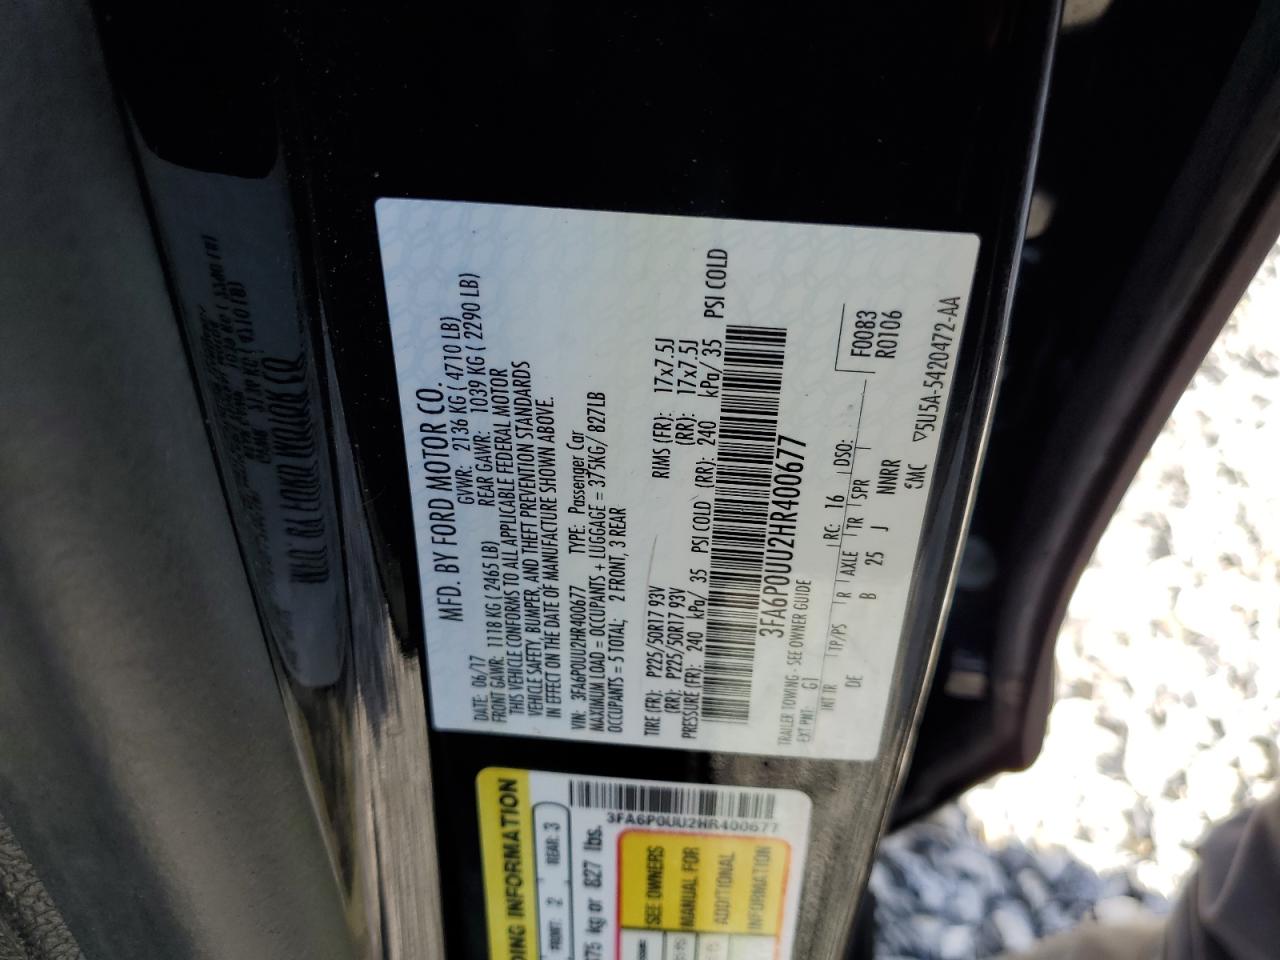 MFD. BY FORD MOTOR CO.
DATE: 06/17 GVWR: 2136 KG ( 4710 LB)
FRONT GAWR: 1118 KG ( 2465 LB) REAR GAWR: 1039 KG ( 2290 LB)
THIS VEHICLE CONFORMS TO ALL APPLICABLE FEDERAL MOTOR
VEHICLE SAFETY, BUMPER, AND THEFT PREVENTION STANDARDS
IN EFFECT ON THE DATE OF MANUFACTURE SHOWN ABOVE.
VIN: 3FA6P0UU2HR400677 TYPE: Passenger Car
MAXIMUM LOAD = OCCUPANTS + LUGGAGE = 375KG/ 827LB
OCCUPANTS = 5 TOTAL; 2 FRONT, 3 REAR
TIRE (FR): P225/50R17 93V RIMS (FR): 17x7.5J
(RR): P225/50R17 93V (RR): 17x7.5J
PRESSURE (FR): 240 kPa/ 35 PSI COLD (RR): 240 kPa/ 35 PSI COLD
3FA6P0UU2HR400677
TRAILER TOWING - SEE OWNER GUIDE
EXT PNT: G1 RC: 16 DSO: F0083
INT TR TP/PS R AXLE TR SPR R0106
DE B 25 J NNRR
5U5A-5420472-AA
3FA6P0UU2HR400677
INFORMATION
FRONT: 2 REAR: 3
kg or 827 lbs.
SEE OWNERS
MANUAL FOR
ADDITIONAL
INFORMATION